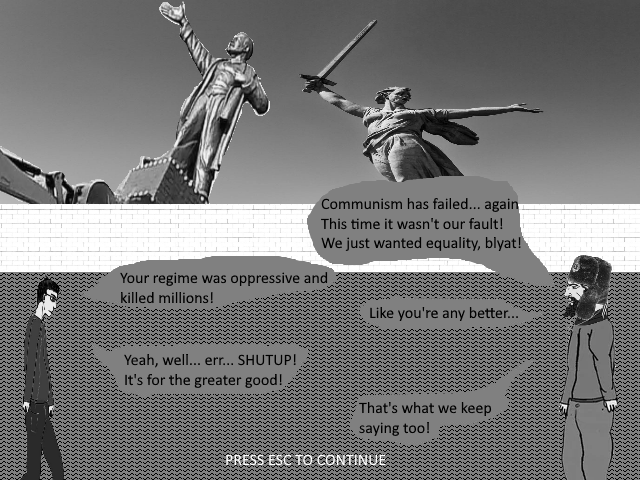 Communism has failed... again
This time it wasn't our fault!
We just wanted equality, blyat!
Your regime was oppressive and
killed millions!
Like you're any better...
Yeah, well... err... SHUTUP!
It's for the greater good!
That's what we keep
saying too!
PRESS ESC TO CONTINUE